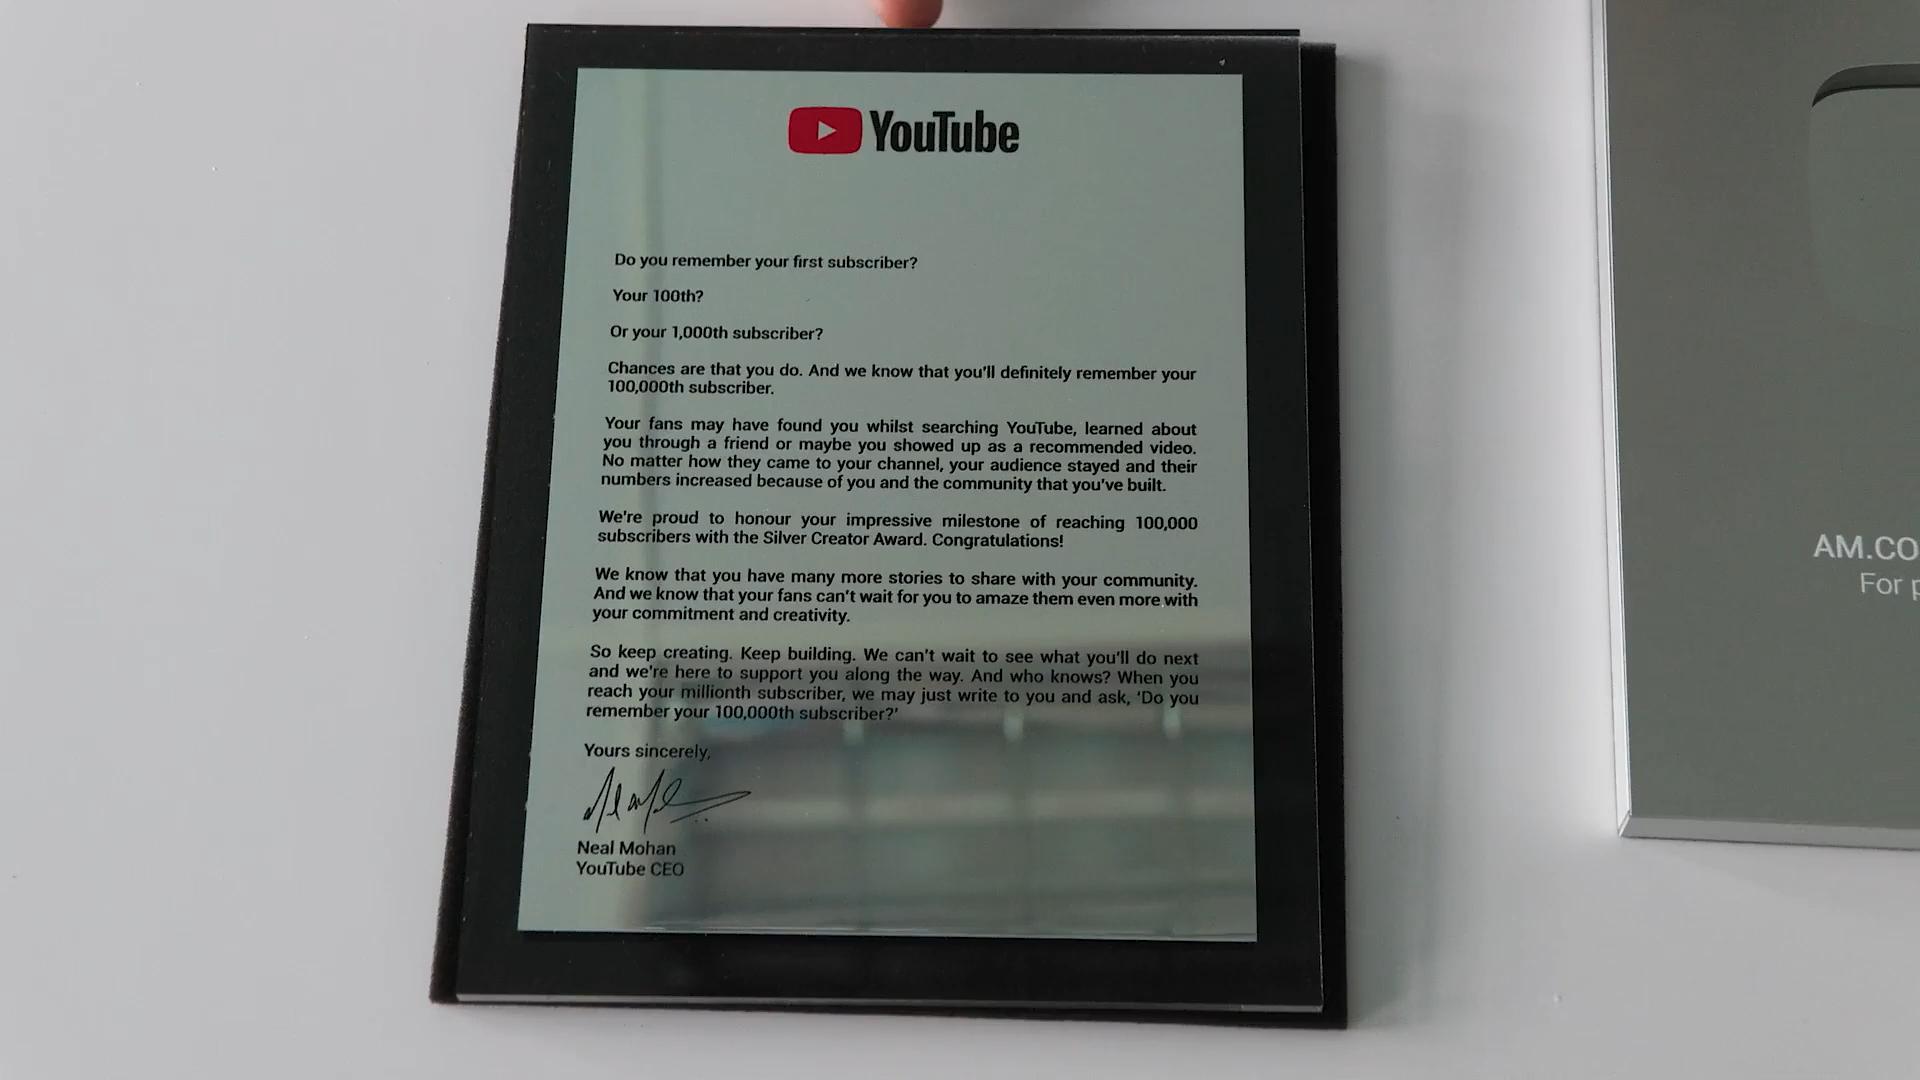 YouTube
Do you remember your first subscriber?
Your 100th?
Or your 1,000th subscriber?
Chances are that you do. And we know that you'll definitely remember your
100,000th subscriber.
Your fans may have found you whilst searching YouTube, learned about
you through a friend or maybe you showed up as a recommended video.
No matter how they came to your channel, your audience stayed and their
numbers increased because of you and the community that you've built.
We're proud to honour your impressive milestone of reaching 100,000
subscribers with the Silver Creator Award. Congratulations!
We know that you have many more stories to share with your community.
And we know that your fans can't wait for you to amaze them even more with
your commitment and creativity.
So keep creating. Keep building. We can't wait to see what you'll do next
and we're here to support you along the way. And who knows? When you
reach your millionth subscriber, we may just write to you and ask, 'Do you
remember your 100,000th subscriber?'
Yours sincerely,
Neal Mohan
YouTube CEO
AM.CO
For p